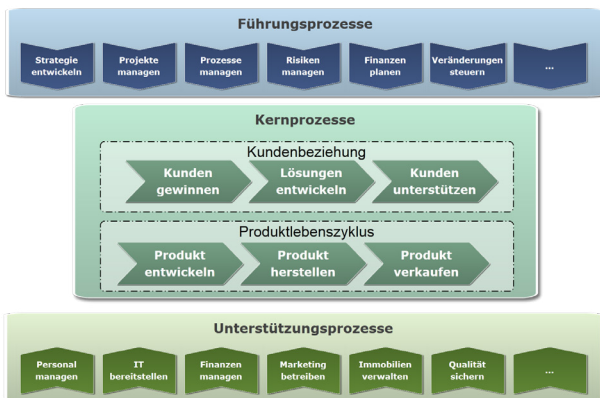 Führungsprozesse
Strategie
entwickeln
Projekte
managen
Prozesse
managen
Risiken
managen
Finanzen
planen
Veränderungen
steuern
...
Kernprozesse
Kundenbeziehung
Kunden
gewinnen
Lösungen
entwickeln
Kunden
unterstützen
Produktlebenszyklus
Produkt
entwickeln
Produkt
herstellen
Produkt
verkaufen
Unterstützungsprozesse
Personal
managen
IT
bereitstellen
Finanzen
managen
Marketing
betreiben
Immobilien
verwalten
Qualität
sichern
...